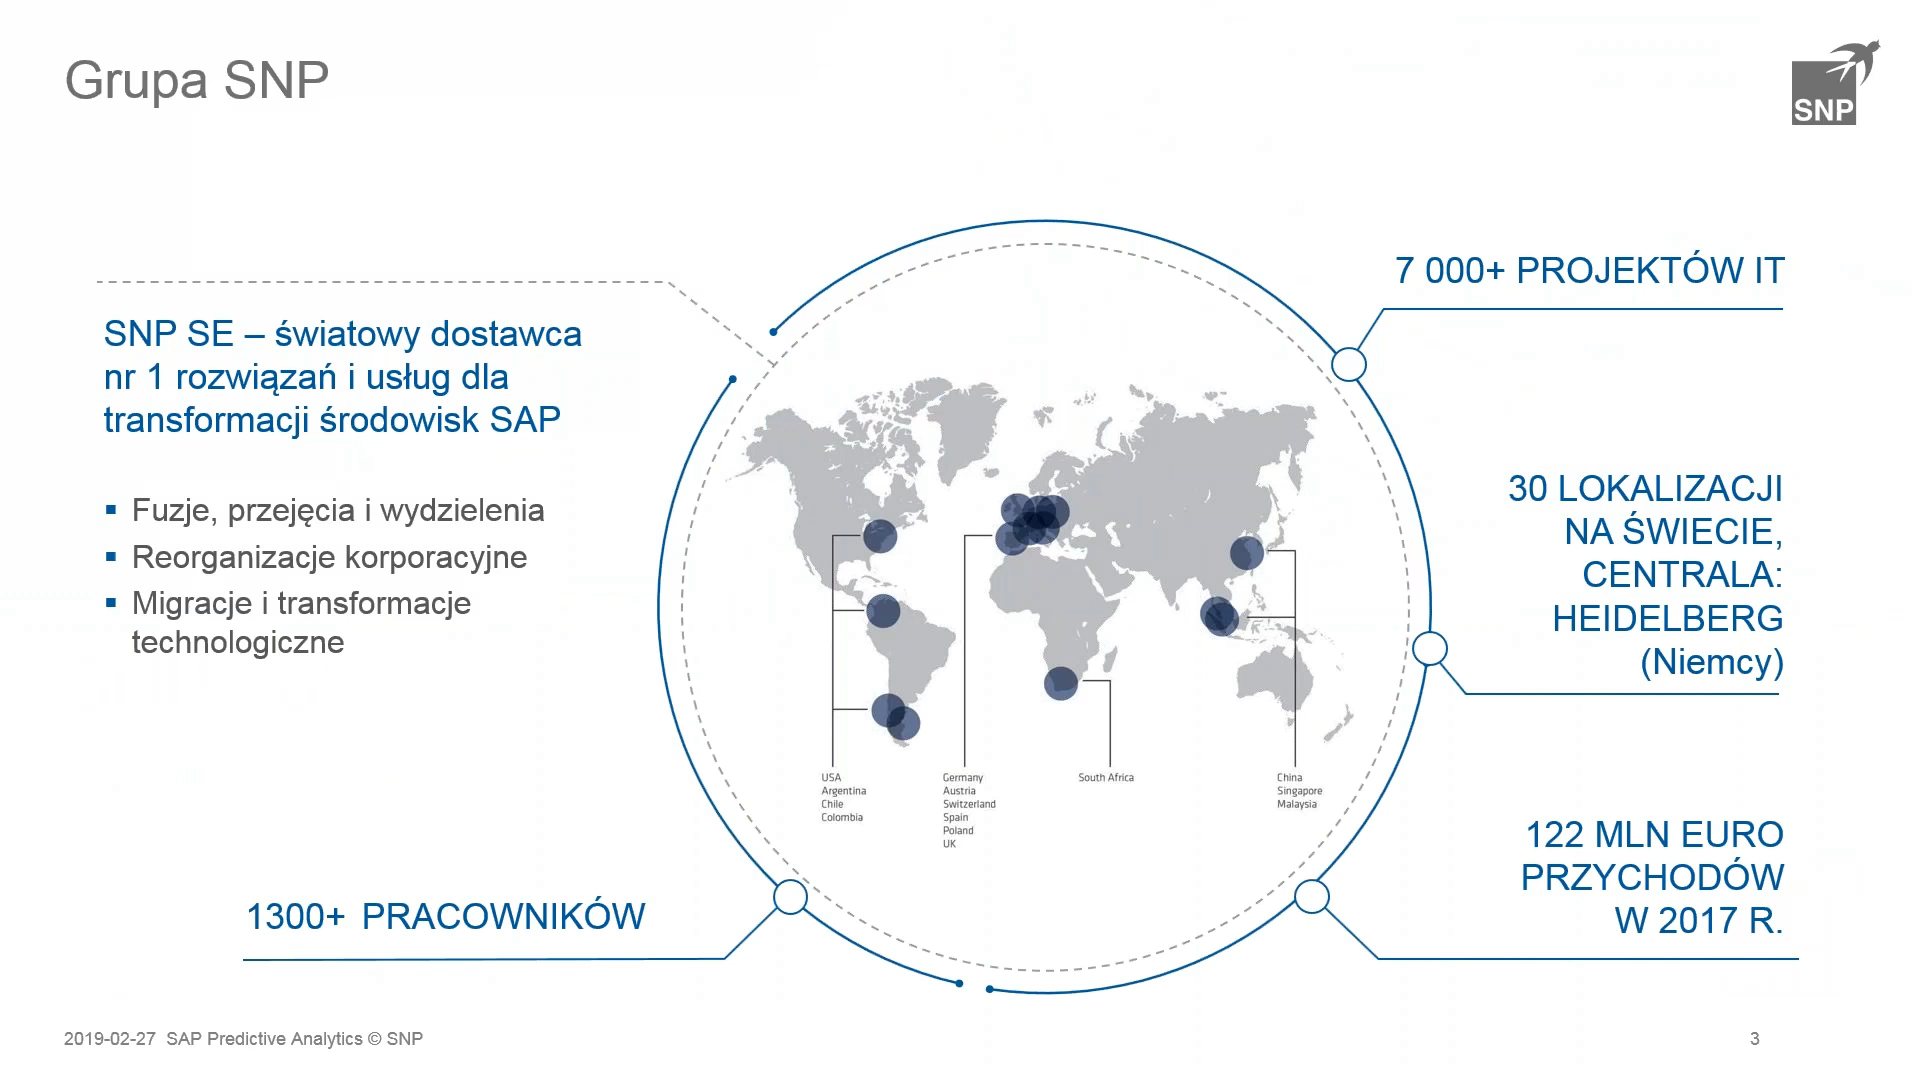 Grupa SNP
SNP
SNP SE – światowy dostawca
nr 1 rozwiązań i usług dla
transformacji środowisk SAP
▪ Fuzje, przejęcia i wydzielenia
▪ Reorganizacje korporacyjne
▪ Migracje i transformacje
technologiczne
1300+ PRACOWNIKÓW
USA
Argentina
Chile
Colombia
Germany
Austria
Switzerland
Spain
Poland
UK
South Africa
China
Singapore
Malaysia
7 000+ PROJEKTÓW IT
30 LOKALIZACJI
NA ŚWIECIE,
CENTRALA:
HEIDELBERG
(Niemcy)
122 MLN EURO
PRZYCHODÓW
W 2017 R.
2019-02-27 SAP Predictive Analytics © SNP
3